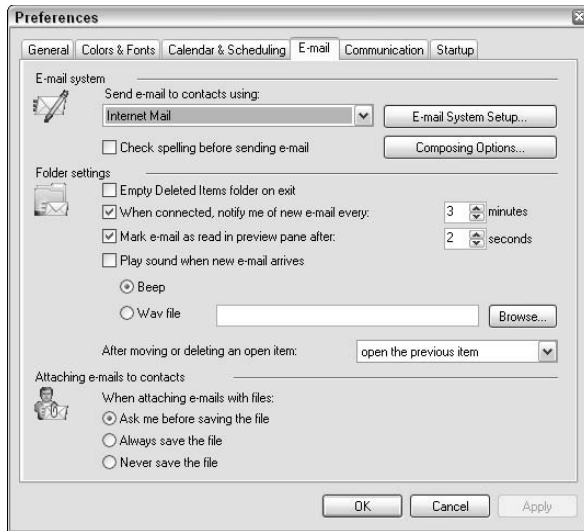 Preferences
General Colors & Fonts Calendar & Scheduling E-mail Communication Startup
E-mail system
Send e-mail to contacts using:
Internet Mail E-mail System Setup...
Check spelling before sending e-mail Composing Options...
Folder settings
Empty Deleted Items folder on exit
When connected, notify me of new e-mail every: 3 minutes
Mark e-mail as read in preview pane after: 2 seconds
Play sound when new e-mail arrives
Beep
Wav file Browse...
After moving or deleting an open item: open the previous item
Attaching e-mails to contacts
When attaching e-mails with files:
Ask me before saving the file
Always save the file
Never save the file
OK Cancel Apply